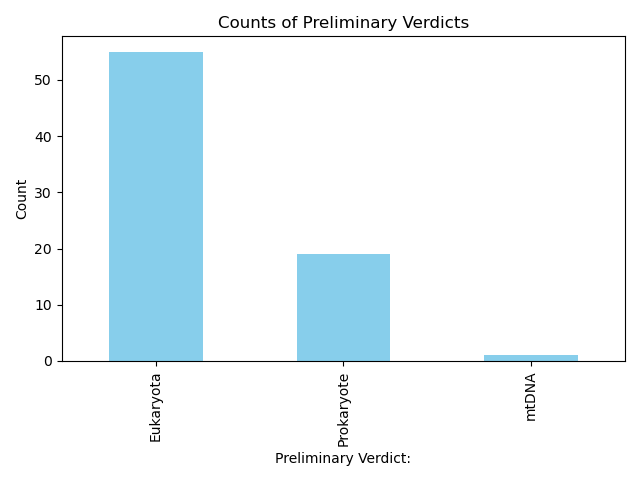 Counts of Preliminary Verdicts
Count
50
40
30
20
10
0
Eukaryota
Prokaryote
mtDNA
Preliminary Verdict: